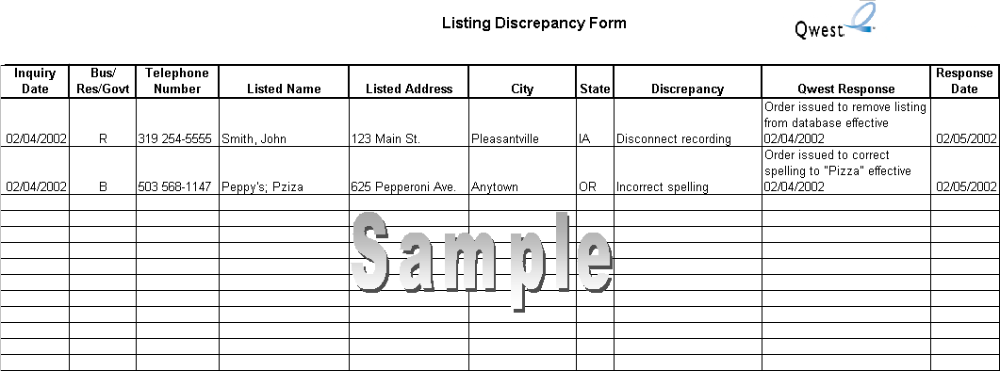 Listing Discrepancy Form
Qwest
Inquiry Date Bus/ Res/Govt Telephone Number Listed Name Listed Address City State Discrepancy Qwest Response Response Date
02/04/2002 R 319 254-5555 Smith, John 123 Main St. Pleasantville IA Disconnect recording Order issued to remove listing from database effective 02/04/2002 02/05/2002
02/04/2002 B 503 568-1147 Peppy's; Pziza 625 Pepperoni Ave. Anytown OR Incorrect spelling Order issued to correct spelling to "Pizza" effective 02/04/2002 02/05/2002
Sample